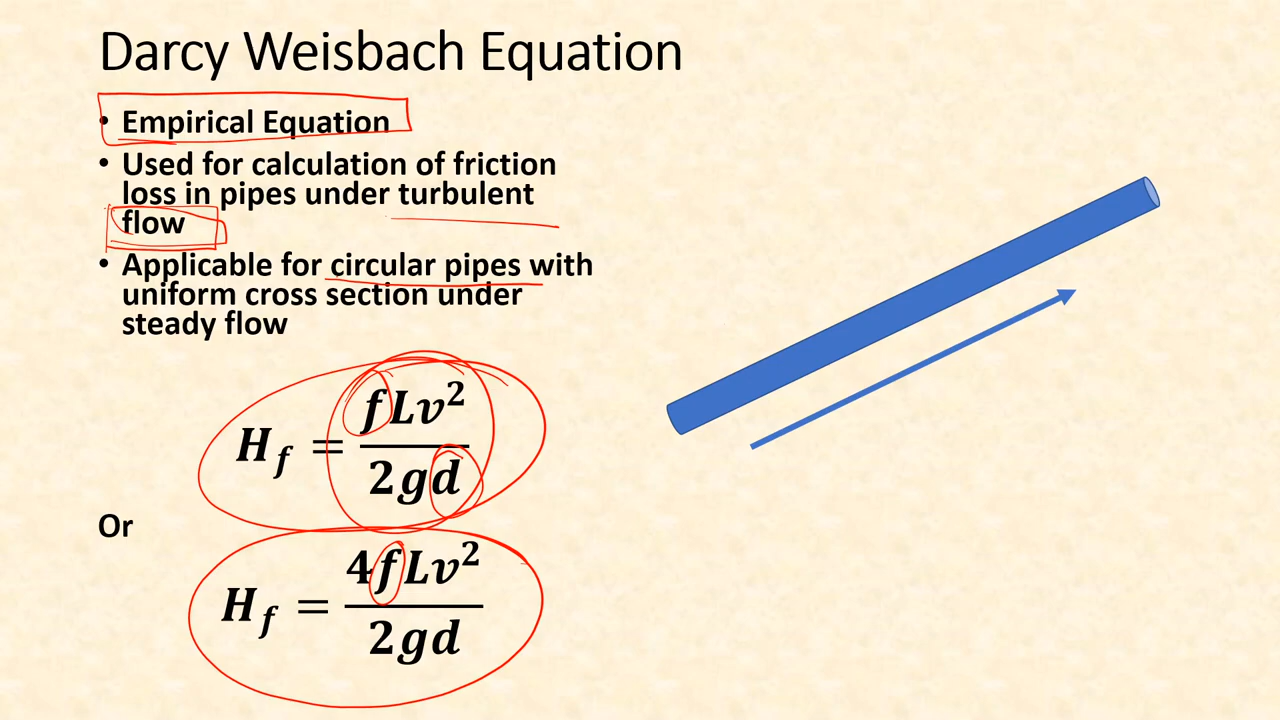 Darcy Weisbach Equation
• Empirical Equation
• Used for calculation of friction
loss in pipes under turbulent
flow
• Applicable for circular pipes with
uniform cross section under
steady flow
H_f = fLv²/2gd
Or
H_f = 4fLv²/2gd